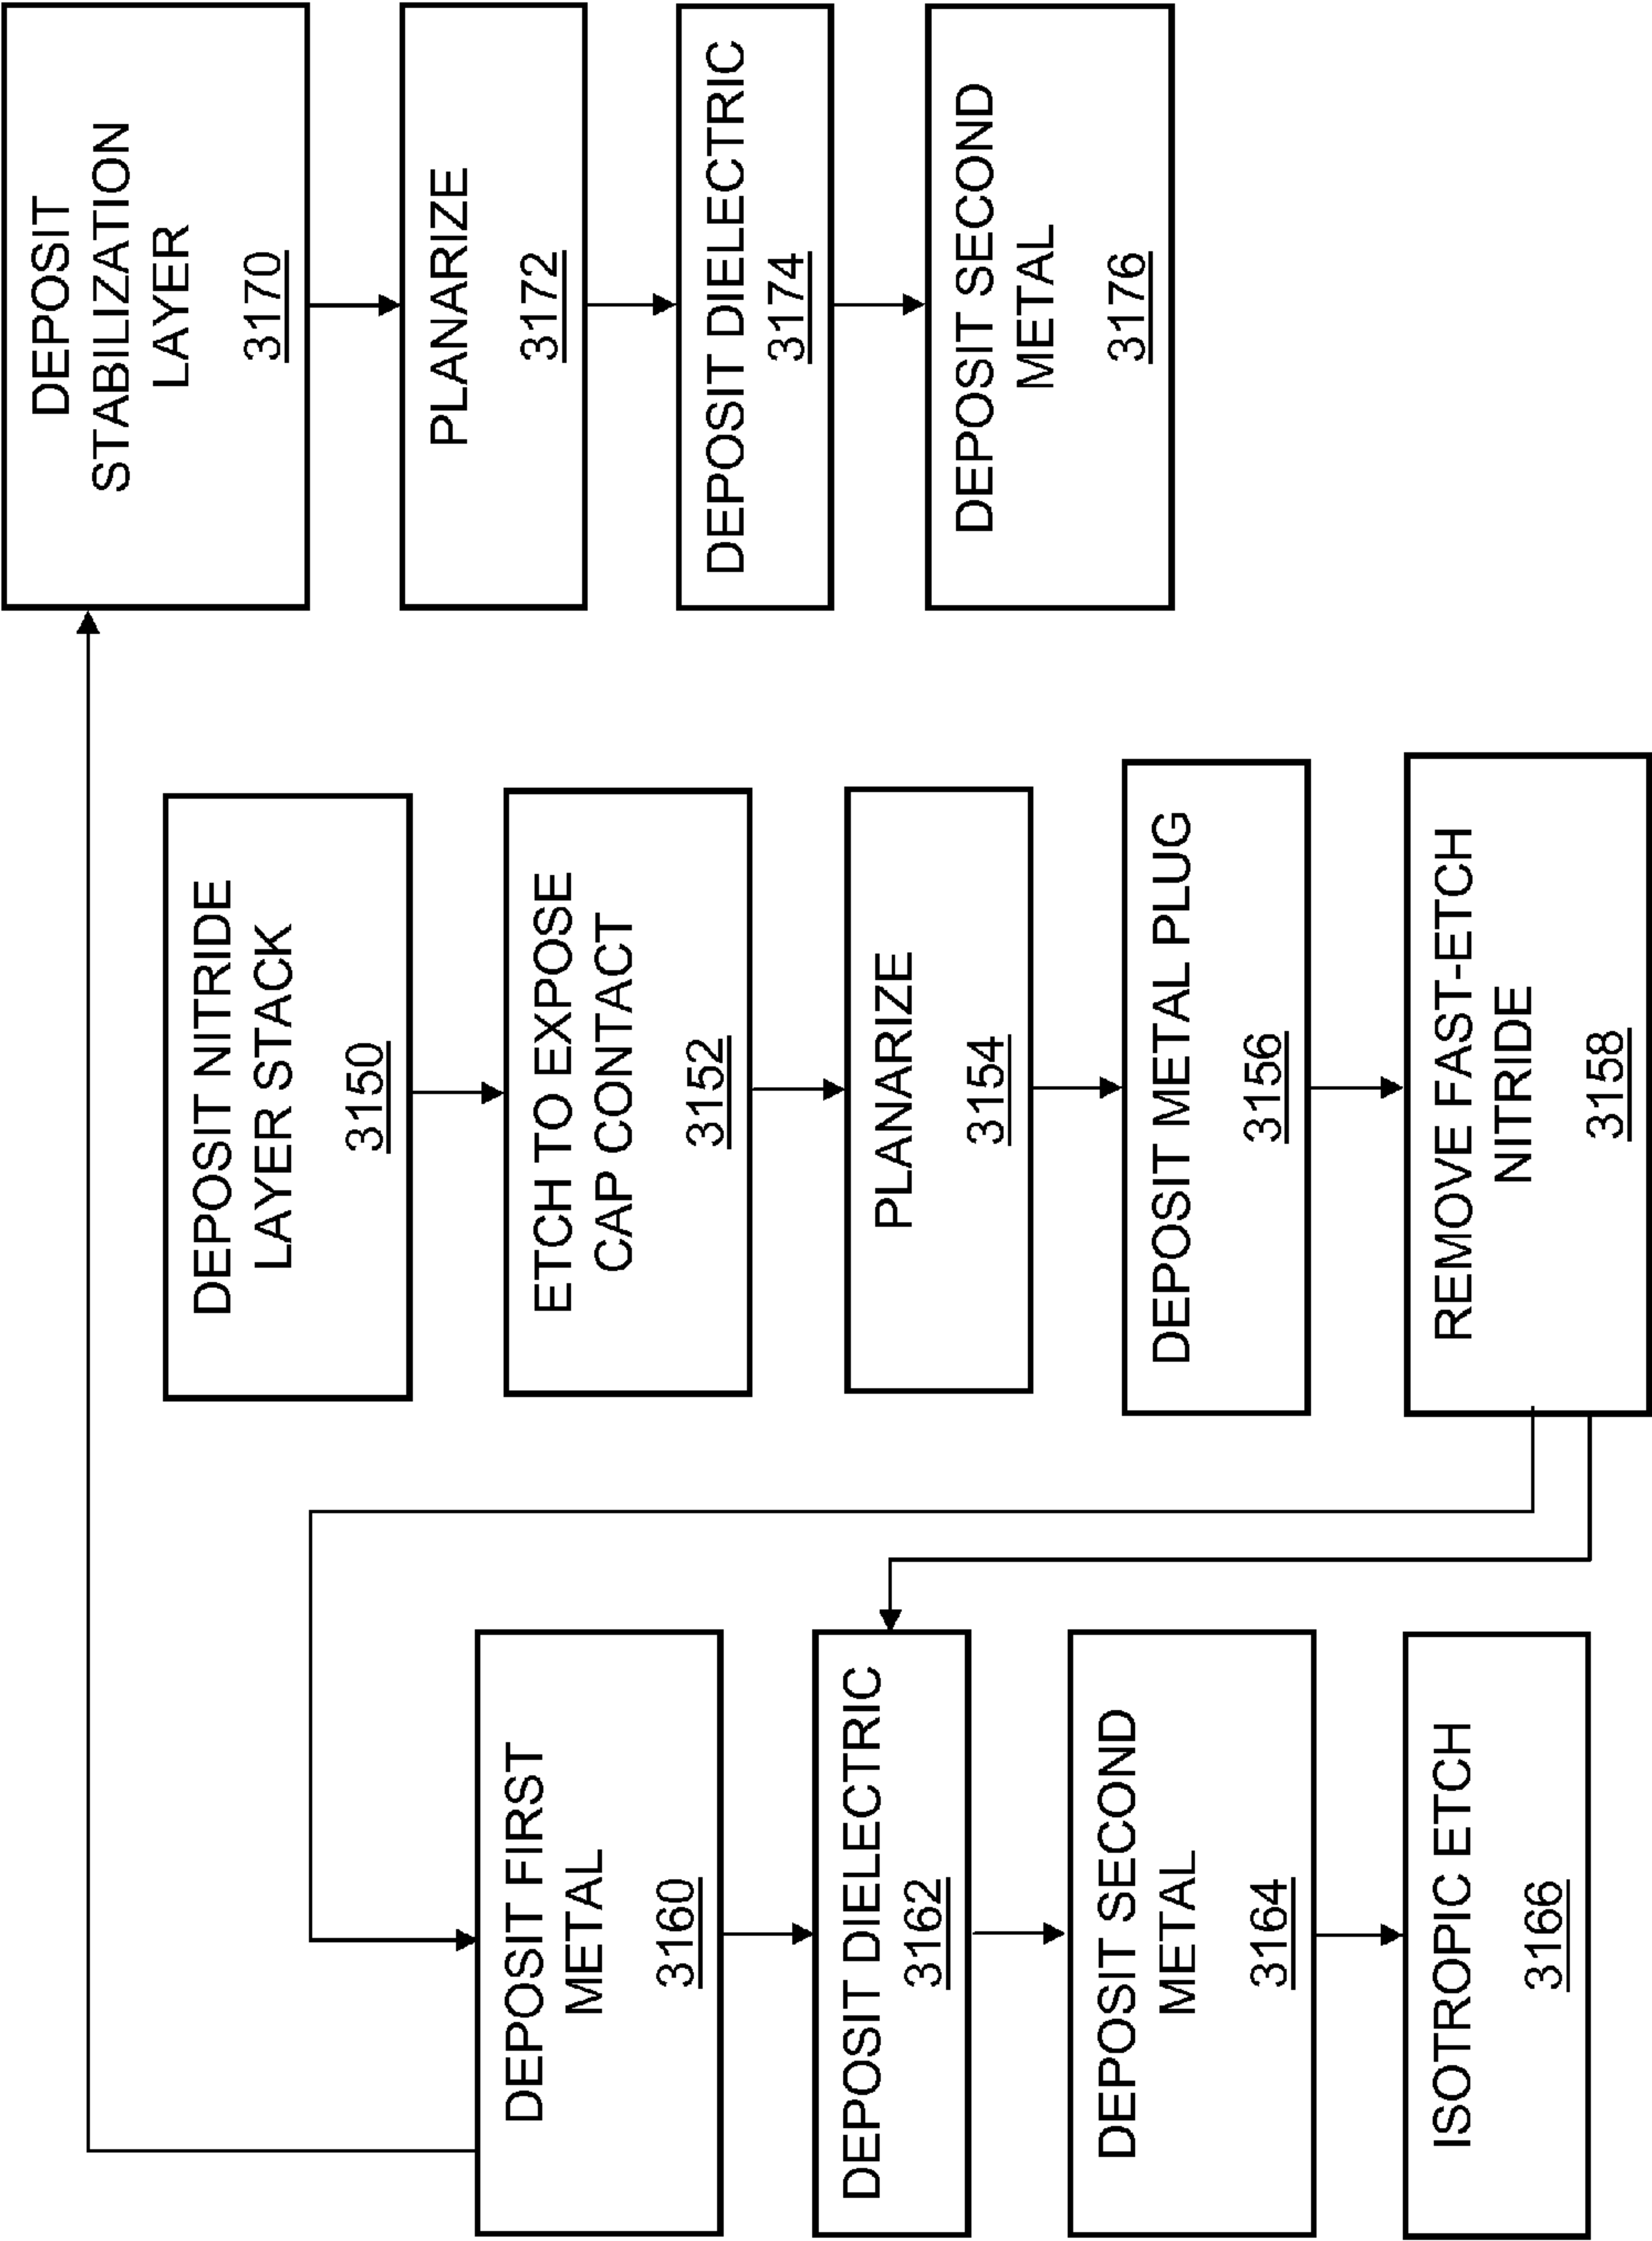 DEPOSIT
STABILIZATION
LAYER
3170
PLANARIZE
3172
DEPOSIT DIELECTRIC
3174
DEPOSIT SECOND
METAL
3176
DEPOSIT NITRIDE
LAYER STACK
3150
ETCH TO EXPOSE
CAP CONTACT
3152
PLANARIZE
3154
DEPOSIT METAL PLUG
3156
REMOVE FAST-ETCH
NITRIDE
3158
DEPOSIT FIRST
METAL
3160
DEPOSIT DIELECTRIC
3162
DEPOSIT SECOND
METAL
3164
ISOTROPIC ETCH
3166